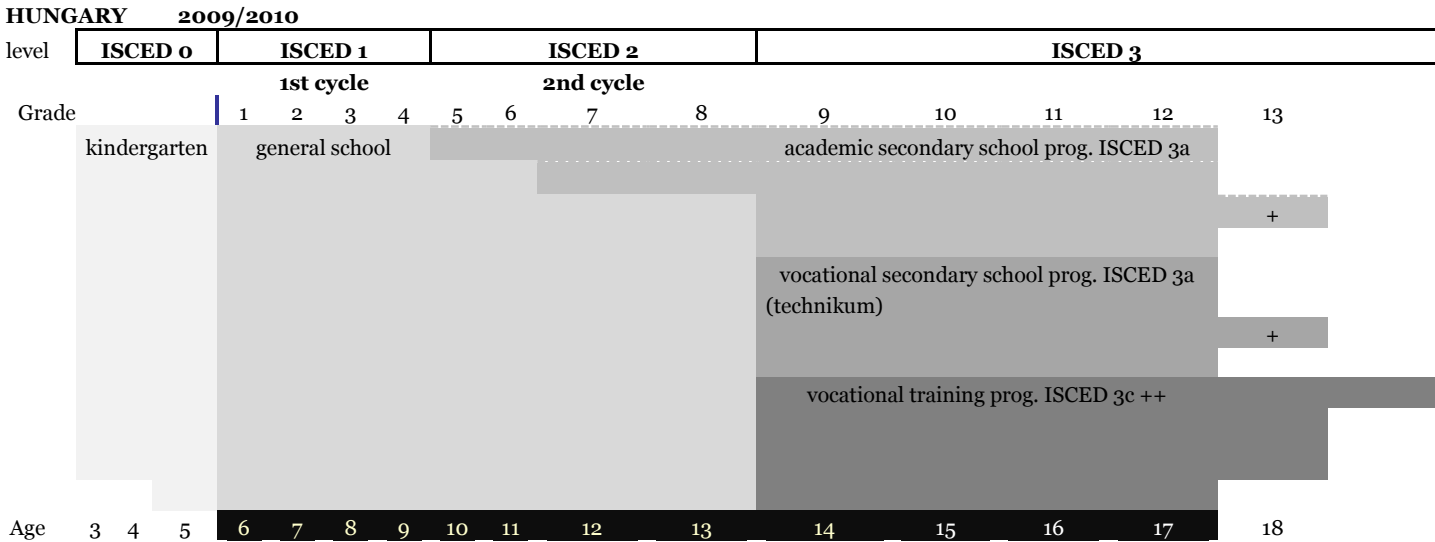 HUNGARY 2009/2010
level ISCED 0 ISCED 1 ISCED 2 ISCED 3
1st cycle 2nd cycle
Grade 1 2 3 4 5 6 7 8 9 10 11 12 13
kindergarten general school academic secondary school prog. ISCED 3a
+
vocational secondary school prog. ISCED 3a
(technikum)
+
vocational training prog. ISCED 3c ++
Age 3 4 5 6 7 8 9 10 11 12 13 14 15 16 17 18